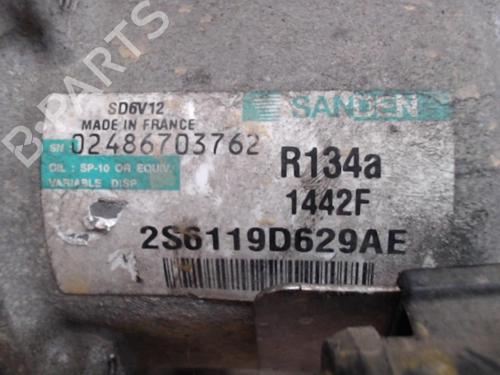 SD6V12
MADE IN FRANCE
SANDEN
SN 02486703762
OIL : SP-10 OR EQUIV.
VARIABLE DISP.
R134a
1442F
2S6119D629AE
B-PARTS